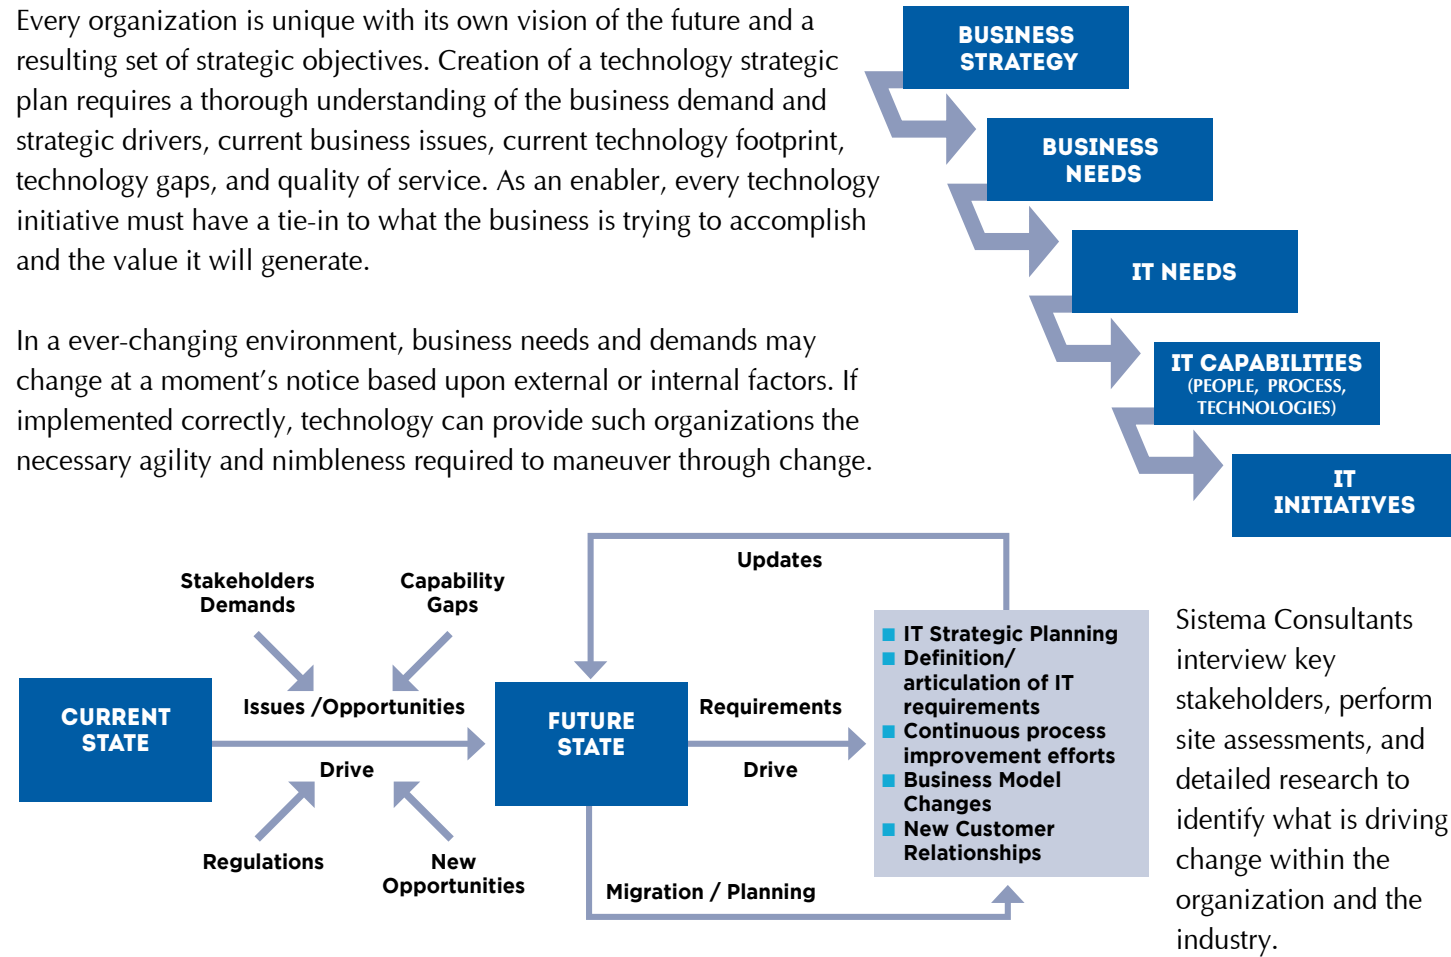 Every organization is unique with its own vision of the future and a
resulting set of strategic objectives. Creation of a technology strategic
plan requires a thorough understanding of the business demand and
strategic drivers, current business issues, current technology footprint,
technology gaps, and quality of service. As an enabler, every technology
initiative must have a tie-in to what the business is trying to accomplish
and the value it will generate.
In a ever-changing environment, business needs and demands may
change at a moment’s notice based upon external or internal factors. If
implemented correctly, technology can provide such organizations the
necessary agility and nimbleness required to maneuver through change.
BUSINESS
STRATEGY
BUSINESS
NEEDS
IT NEEDS
IT CAPABILITIES
(PEOPLE, PROCESS,
TECHNOLOGIES)
IT
INITIATIVES
Stakeholders
Demands
Capability
Gaps
CURRENT
STATE
Issues /Opportunities
Drive
Regulations
New
Opportunities
FUTURE
STATE
Updates
Requirements
Drive
Migration / Planning
IT Strategic Planning
Definition/
articulation of IT
requirements
Continuous process
improvement efforts
Business Model
Changes
New Customer
Relationships
Sistema Consultants
interview key
stakeholders, perform
site assessments, and
detailed research to
identify what is driving
change within the
organization and the
industry.